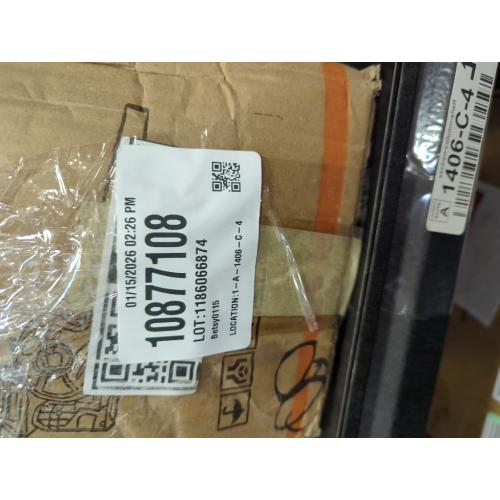 01/15/2026 02:26 PM
10877108
LOT:1186066874
Betsy0115
LOCATION:1-A-1406-C-4
A 1406-C-4